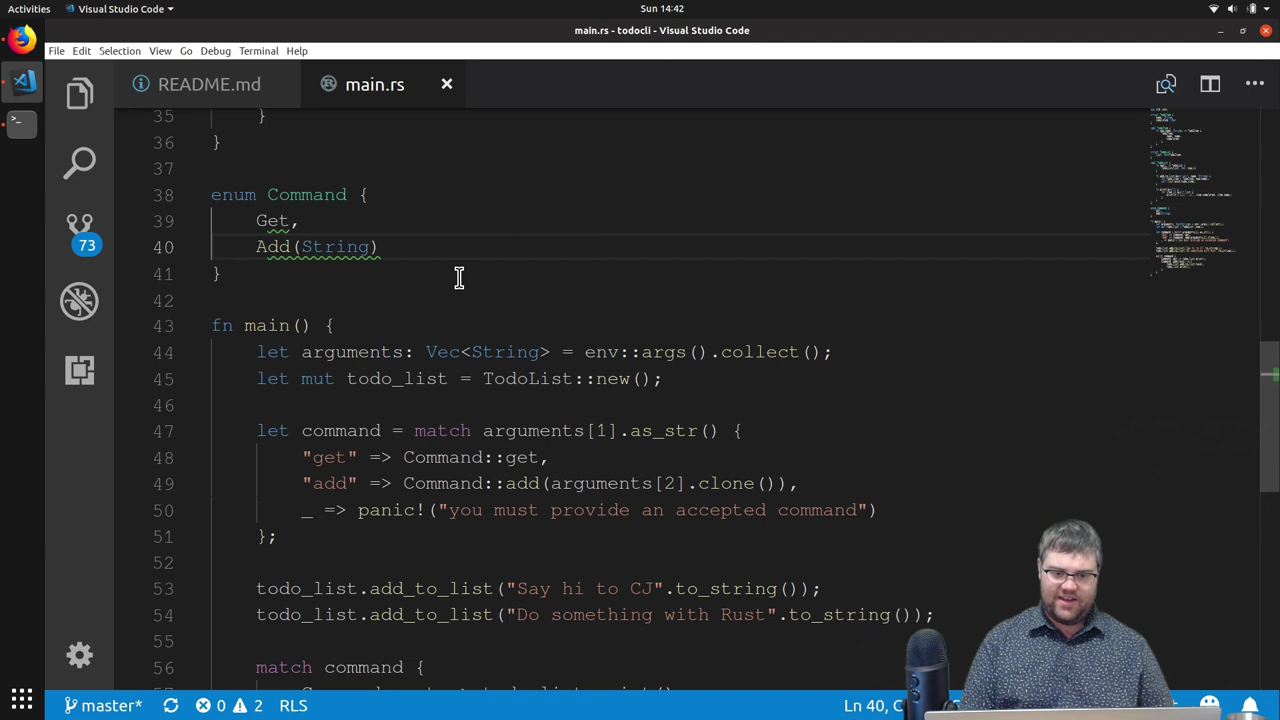 Activities
Visual Studio Code
Sun 14:42
main.rs - todocli - Visual Studio Code
File Edit Selection View Go Debug Terminal Help
README.md
main.rs
35 }
36 }
37
38 enum Command {
39 Get,
40 Add(String)
41 }
42
43 fn main() {
44 let arguments: Vec<String> = env::args().collect();
45 let mut todo_list = TodoList::new();
46
47 let command = match arguments[1].as_str() {
48 "get" => Command::get,
49 "add" => Command::add(arguments[2].clone()),
50 _ => panic!("you must provide an accepted command")
51 };
52
53 todo_list.add_to_list("Say hi to CJ".to_string());
54 todo_list.add_to_list("Do something with Rust".to_string());
55
56 match command {
73
master* 0 2 RLS
Ln 40,